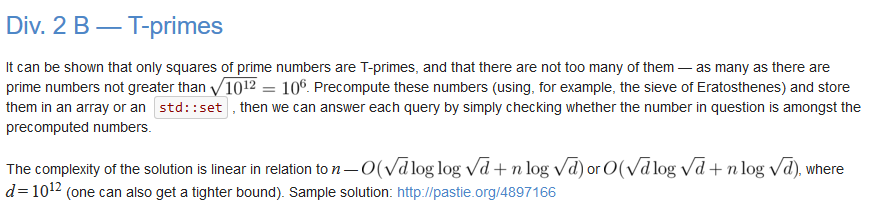 Div. 2 B — T-primes
It can be shown that only squares of prime numbers are T-primes, and that there are not too many of them — as many as there are
prime numbers not greater than √10¹² = 10⁶. Precompute these numbers (using, for example, the sieve of Eratosthenes) and store
them in an array or an std::set , then we can answer each query by simply checking whether the number in question is amongst the
precomputed numbers.
The complexity of the solution is linear in relation to n — O(√d log log √d + n log √d) or O(√d log √d + n log √d), where
d = 10¹² (one can also get a tighter bound). Sample solution: http://pastie.org/4897166